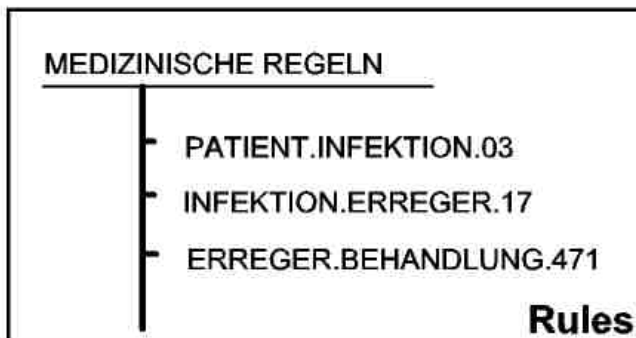 MEDIZINISCHE REGELN
PATIENT.INFEKTION.03
INFEKTION.ERREGER.17
ERREGER.BEHANDLUNG.471
Rules